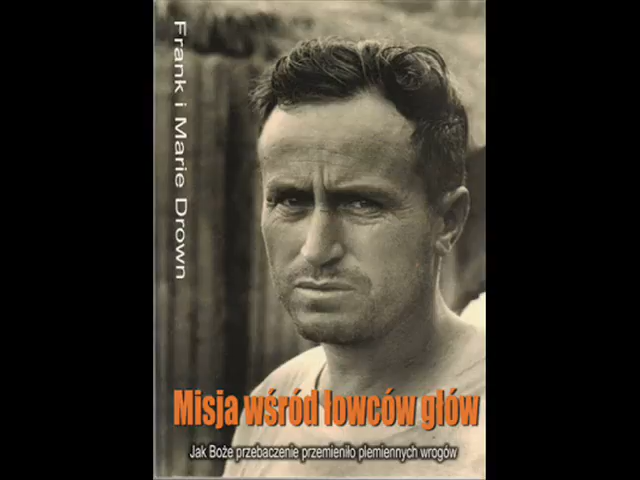 Frank i Marie Drown
Misja wśród łowców głów
Jak Boże przebaczenie przemieniło plemiennych wrogów